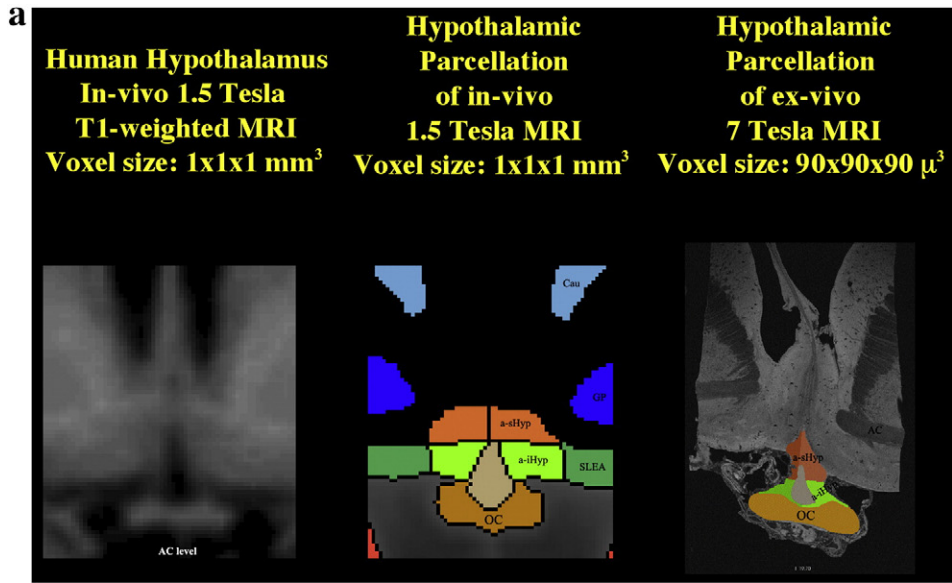 a
Human Hypothalamus
In-vivo 1.5 Tesla
T1-weighted MRI
Voxel size: 1x1x1 mm³
Hypothalamic
Parcellation
of in-vivo
1.5 Tesla MRI
Voxel size: 1x1x1 mm³
Hypothalamic
Parcellation
of ex-vivo
7 Tesla MRI
Voxel size: 90x90x90 μ³
AC level
Cau
GP
a-sHyp
a-iHyp
SLEA
OC
AC
a-sHyp
a-iHyp
OC